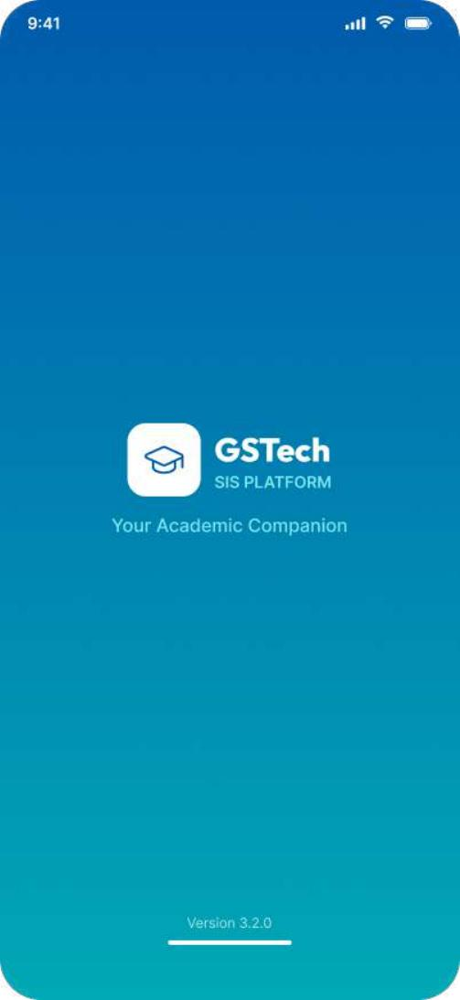 9:41
GSTech
SIS PLATFORM
Your Academic Companion
Version 3.2.0